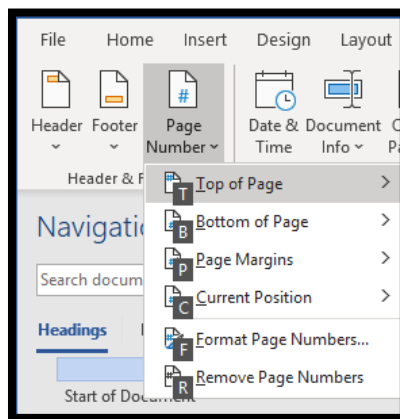 File Home Insert Design Layout
Header Footer Page Number Date & Time Document Info
Header & F
# 
T Top of Page
B Bottom of Page
P Page Margins
C Current Position
F Format Page Numbers...
R Remove Page Numbers
Navigati
Search docum
Headings
Start of Document